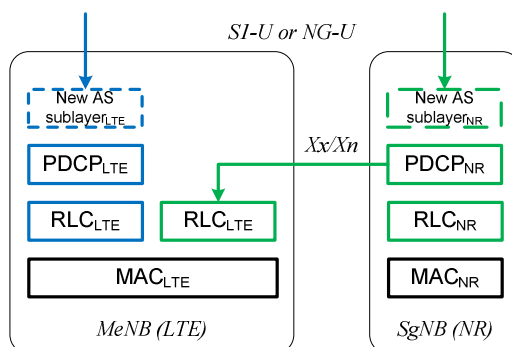 S1-U or NG-U
New AS
sublayerLTE
New AS
sublayerNR
PDCPLTE
Xx/Xn
PDCPNR
RLCLTE
RLCLTE
RLCNR
MACLTE
MACNR
MeNB (LTE)
SgNB (NR)